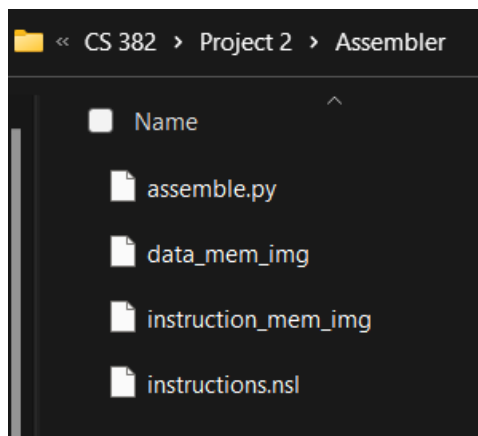 « CS 382 > Project 2 > Assembler
Name
assemble.py
data_mem_img
instruction_mem_img
instructions.nsl